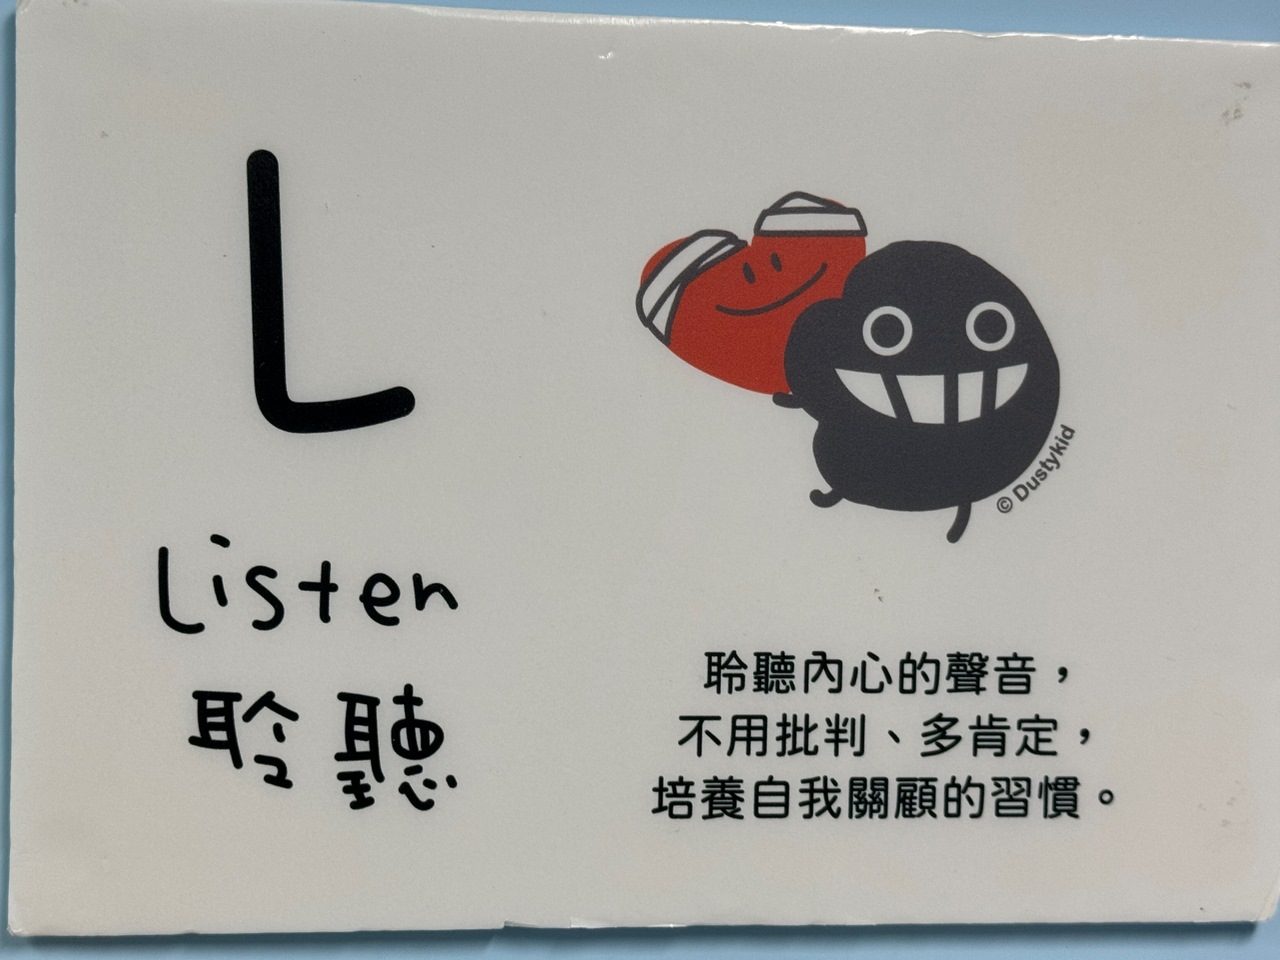 L
Listen
聆聽
© Dustykid
聆聽內心的聲音，
不用批判、多肯定，
培養自我關顧的習慣。